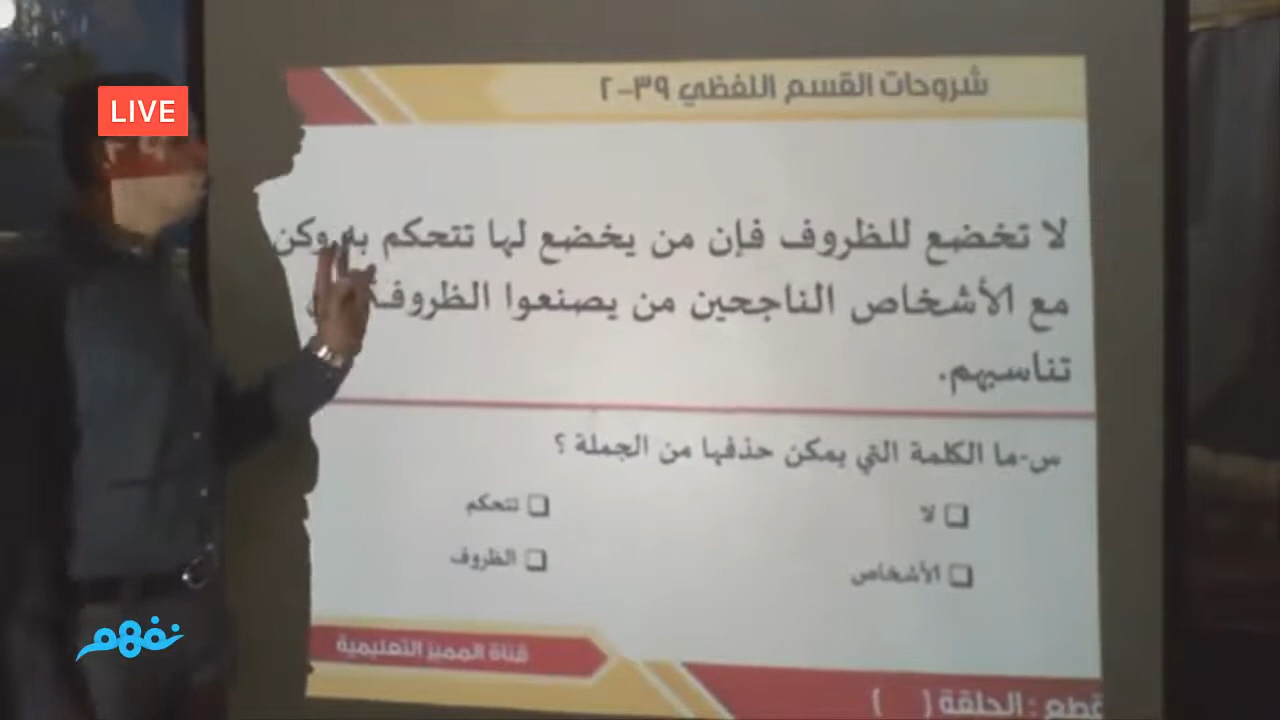 LIVE
شروحات القسم اللفظي ٣٩-٢
لا تخضع للظروف فإن من يخضع لها تتحكم به وكن
مع الأشخاص الناجحين من يصنعوا الظروف
تناسبهم.
س-ما الكلمة التي يمكن حذفها من الجملة ؟
لا
تتحكم
الأشخاص
الظروف
قناة المميز التعليمية
قطع : الحلقة ( )
نفهم